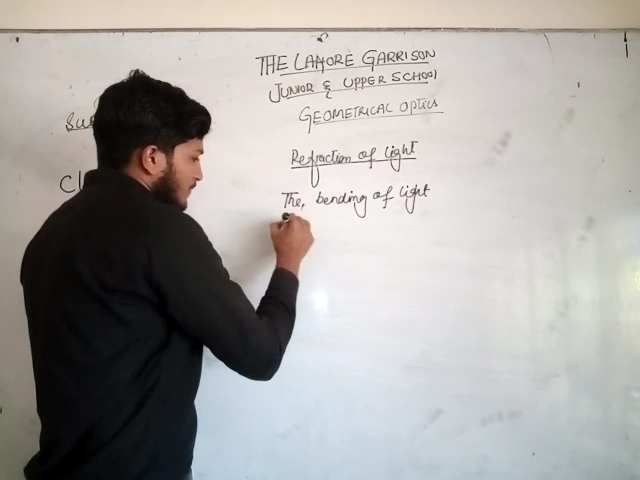 THE LAHORE GARRISON
JUNIOR & UPPER SCHOOL
GEOMETRICAL OPTICS
Refraction of light
The, bending of light